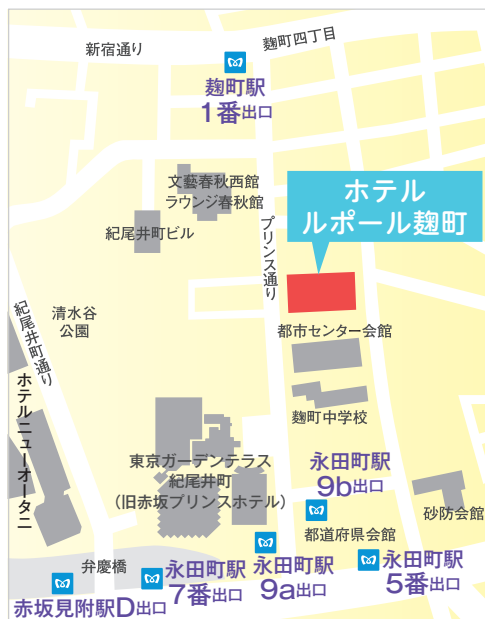 新宿通り
麹町四丁目
麹町駅
1番出口
文藝春秋西館
ラウンジ春秋館
紀尾井町ビル
ホテル
ルポール麹町
プリンス通り
清水谷
公園
紀尾井町通り
都市センター会館
ホテルニューオータニ
麹町中学校
東京ガーデンテラス
紀尾井町
(旧赤坂プリンスホテル)
永田町駅
9b出口
都道府県会館
砂防会館
弁慶橋
永田町駅
7番出口
永田町駅
9a出口
永田町駅
5番出口
赤坂見附駅D出口